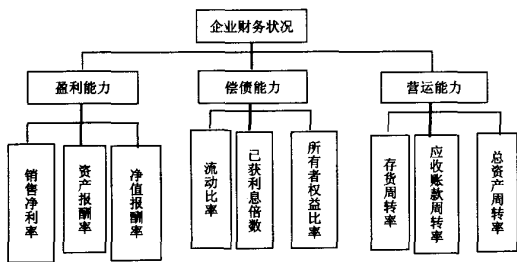 企业财务状况
盈利能力
偿债能力
营运能力
销售净利率
资产报酬率
净值报酬率
流动比率
已获利息倍数
所有者权益比率
存货周转率
应收账款周转率
总资产周转率